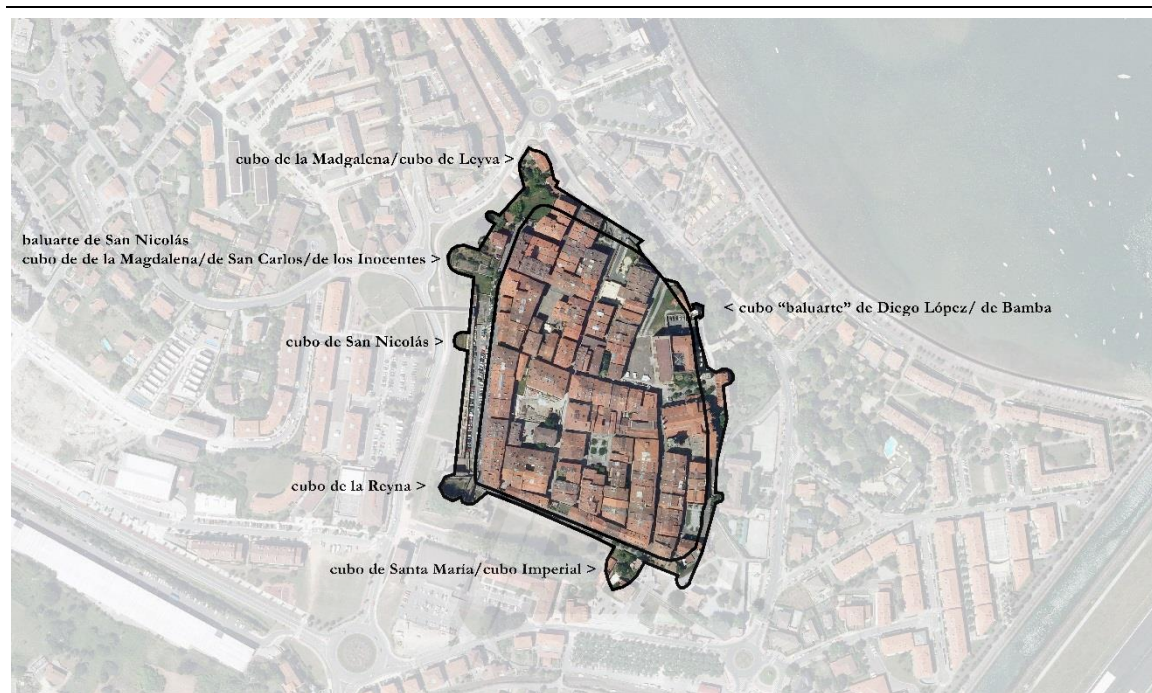 cubo de la Madgalena/cubo de Leyva >
baluarte de San Nicolás
cubo de de la Magdalena/de San Carlos/de los Inocentes >
< cubo “baluarte” de Diego López/ de Bamba
cubo de San Nicolás >
cubo de la Reyna >
cubo de Santa María/cubo Imperial >